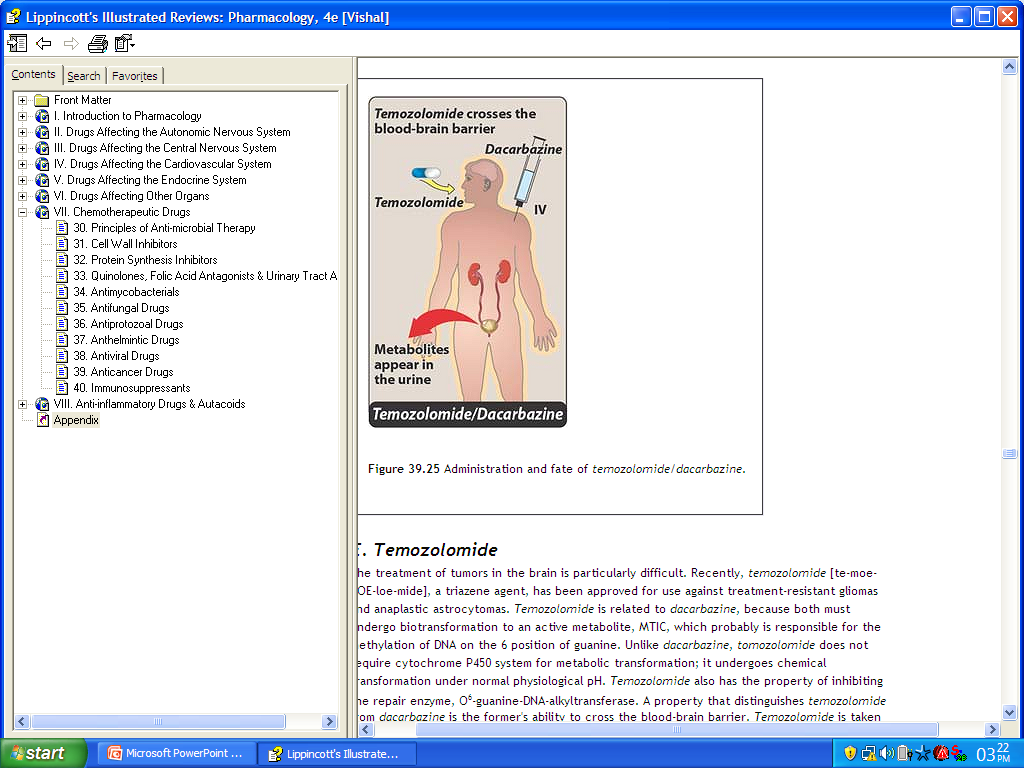 Lippincott's Illustrated Reviews: Pharmacology, 4e [Vishal]
Contents Search Favorites
Front Matter
I. Introduction to Pharmacology
II. Drugs Affecting the Autonomic Nervous System
III. Drugs Affecting the Central Nervous System
IV. Drugs Affecting the Cardiovascular System
V. Drugs Affecting the Endocrine System
VI. Drugs Affecting Other Organs
VII. Chemotherapeutic Drugs
30. Principles of Anti-microbial Therapy
31. Cell Wall Inhibitors
32. Protein Synthesis Inhibitors
33. Quinolones, Folic Acid Antagonists & Urinary Tract A
34. Antimycobacterials
35. Antifungal Drugs
36. Antiprotozoal Drugs
37. Anthelmintic Drugs
38. Antiviral Drugs
39. Anticancer Drugs
40. Immunosuppressants
VIII. Anti-inflammatory Drugs & Autacoids
Appendix
Temozolomide crosses the
blood-brain barrier
Dacarbazine
Temozolomide
IV
Metabolites
appear in
the urine
Temozolomide/Dacarbazine
Figure 39.25 Administration and fate of temozolomide/dacarbazine.
E. Temozolomide
he treatment of tumors in the brain is particularly difficult. Recently, temozolomide [te-moe-
OE-loe-mide], a triazene agent, has been approved for use against treatment-resistant gliomas
nd anaplastic astrocytomas. Temozolomide is related to dacarbazine, because both must
ndergo biotransformation to an active metabolite, MTIC, which probably is responsible for the
ethylation of DNA on the 6 position of guanine. Unlike dacarbazine, tomozolomide does not
equire cytochrome P450 system for metabolic transformation; it undergoes chemical
ransformation under normal physiological pH. Temozolomide also has the property of inhibiting
he repair enzyme, O6-guanine-DNA-alkyltransferase. A property that distinguishes temozolomide
rom dacarbazine is the former's ability to cross the blood-brain barrier. Temozolomide is taken
start
Microsoft PowerPoint ...
Lippincott's Illustrate...
03 22 PM